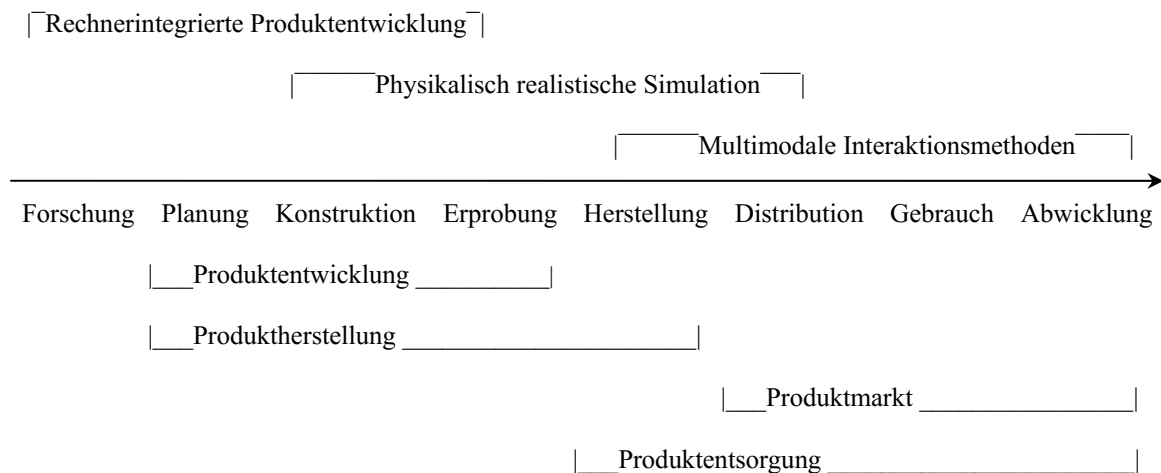 Rechnerintegrierte Produktentwicklung
Physikalisch realistische Simulation
Multimodale Interaktionsmethoden
Forschung Planung Konstruktion Erprobung Herstellung Distribution Gebrauch Abwicklung
Produktentwicklung
Produktherstellung
Produktmarkt
Produktentsorgung